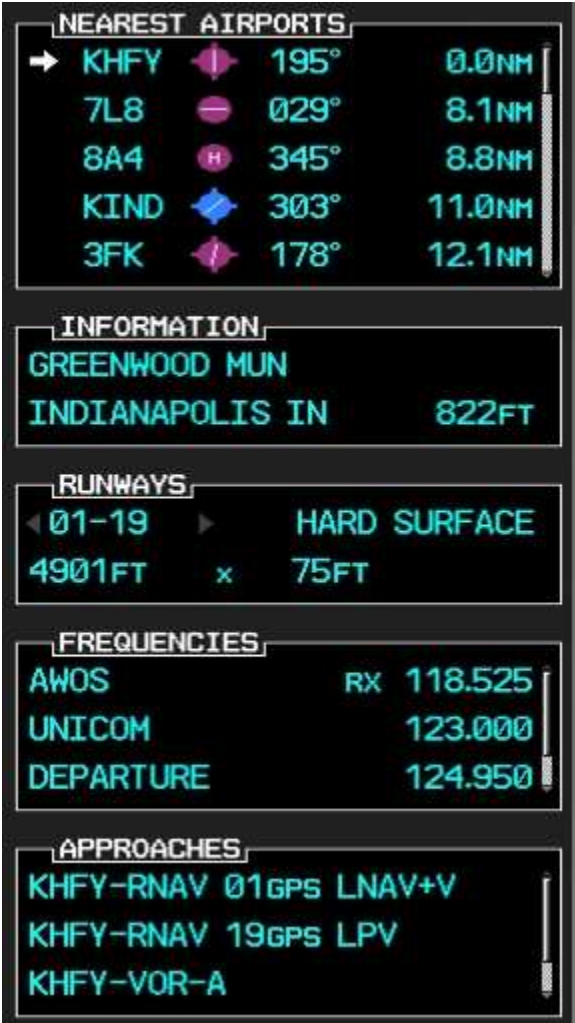 NEAREST AIRPORTS
KHFY 195° 0.0NM
7L8 029° 8.1NM
8A4 H 345° 8.8NM
KIND 303° 11.0NM
3FK 178° 12.1NM
INFORMATION
GREENWOOD MUN
INDIANAPOLIS IN 822FT
RUNWAYS
01-19 HARD SURFACE
4901FT x 75FT
FREQUENCIES
AWOS RX 118.525
UNICOM 123.000
DEPARTURE 124.950
APPROACHES
KHFY-RNAV 01GPS LNAV+V
KHFY-RNAV 19GPS LPV
KHFY-VOR-A